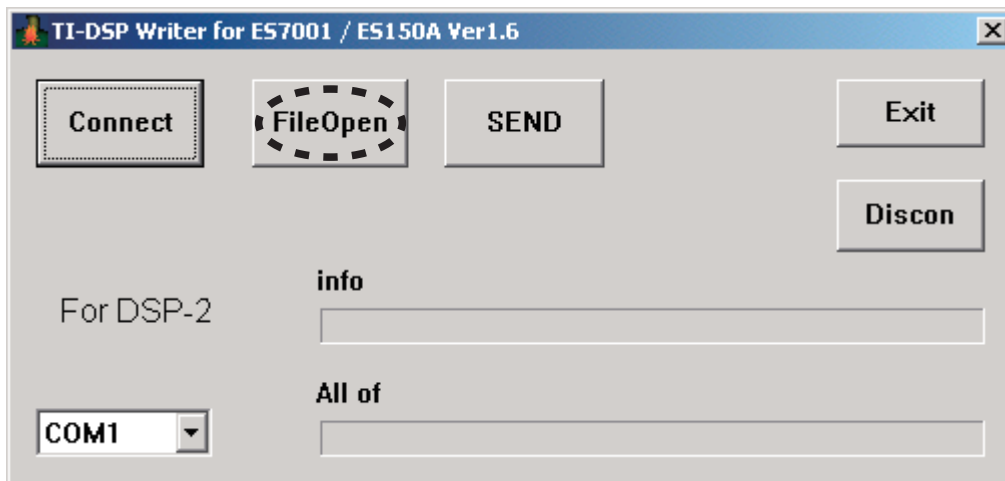 TI-DSP Writer for ES7001 / ES150A Ver1.6
Connect
FileOpen
SEND
Exit
Discon
info
For DSP-2
All of
COM1